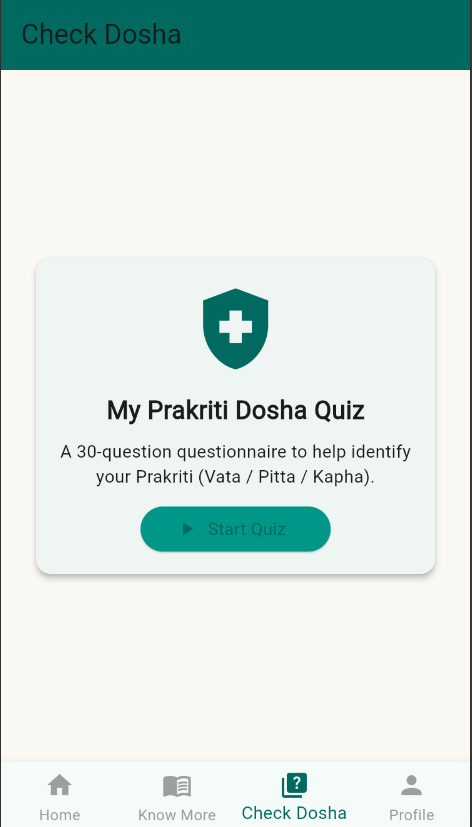 Check Dosha
My Prakriti Dosha Quiz
A 30-question questionnaire to help identify
your Prakriti (Vata / Pitta / Kapha).
Start Quiz
Home
Know More
Check Dosha
Profile